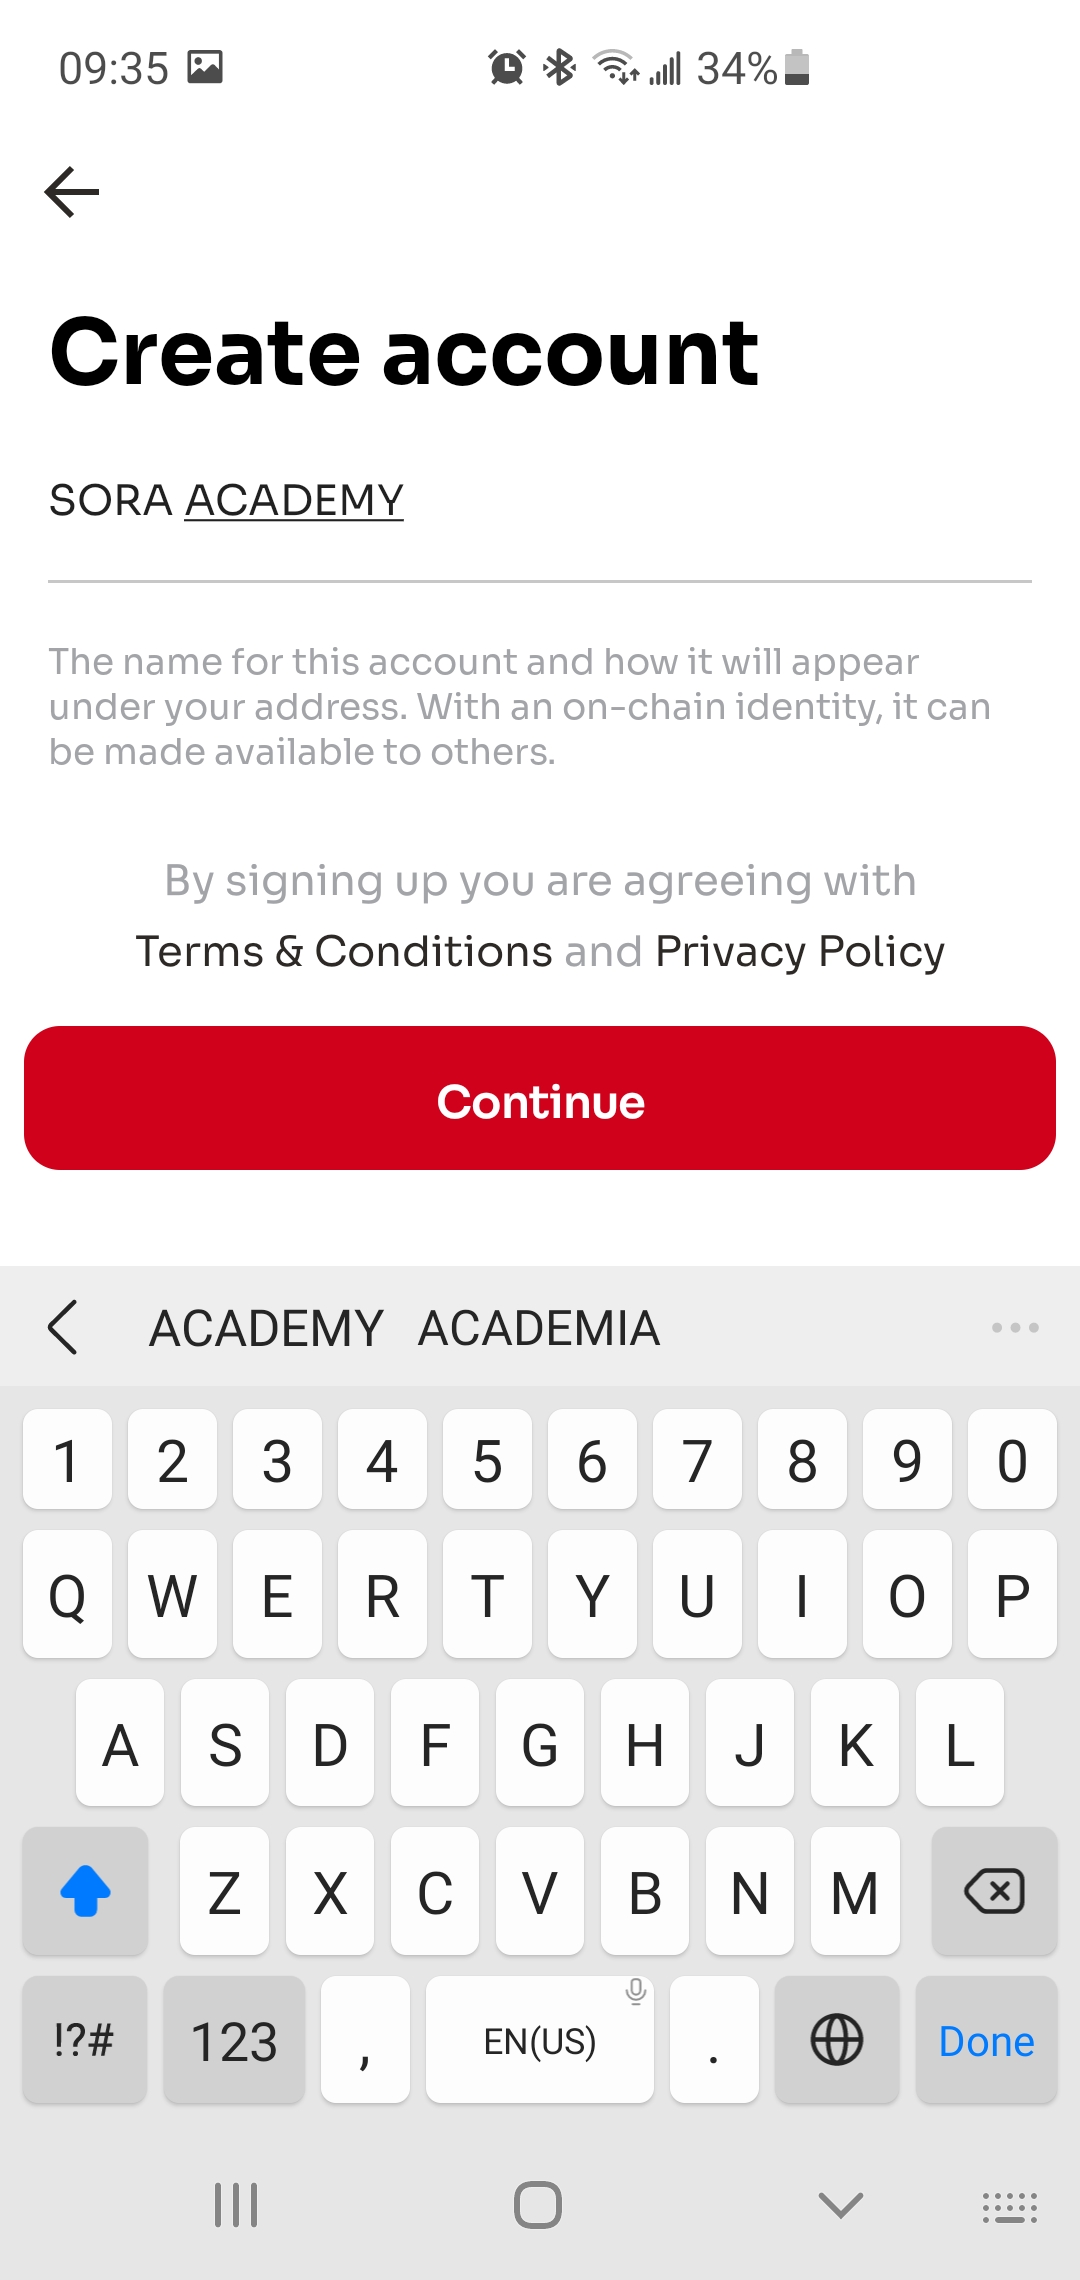 09:35 34%
Create account
SORA ACADEMY
The name for this account and how it will appear
under your address. With an on-chain identity, it can
be made available to others.
By signing up you are agreeing with
Terms & Conditions and Privacy Policy
Continue
ACADEMY ACADEMIA
1 2 3 4 5 6 7 8 9 0
Q W E R T Y U I O P
A S D F G H J K L
Z X C V B N M
!?# 123 , EN(US) . Done